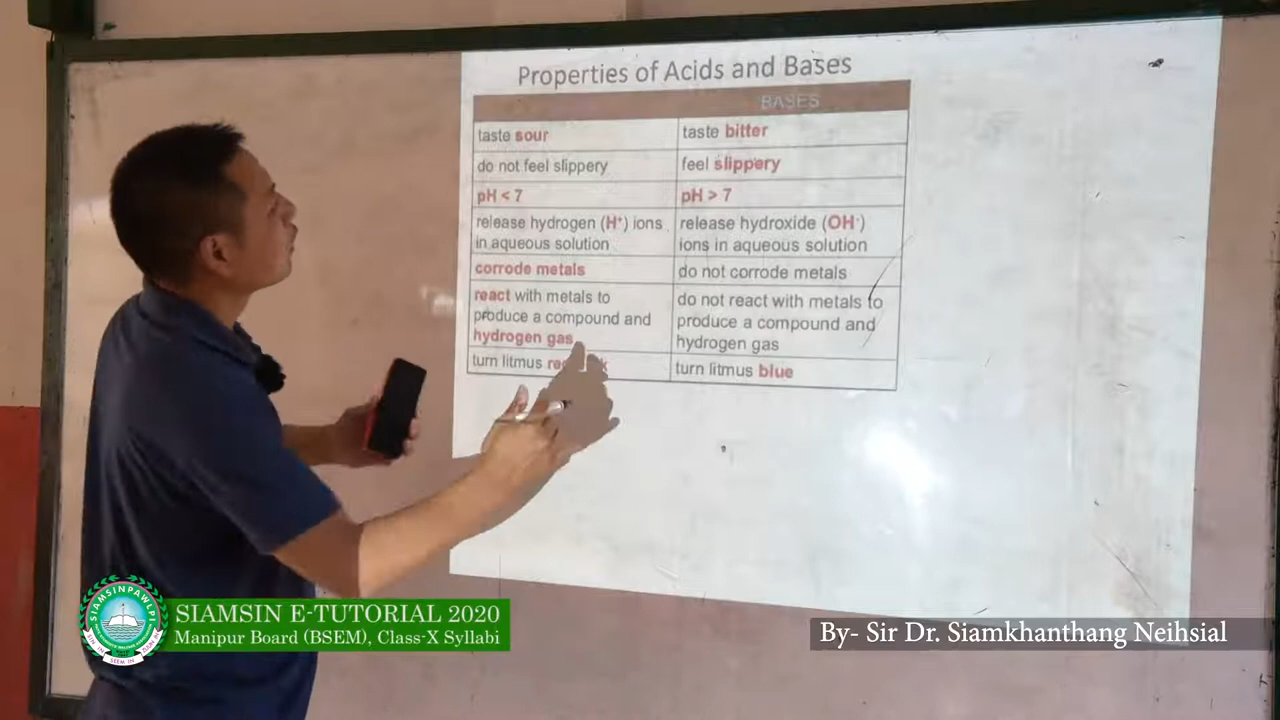 Properties of Acids and Bases
BASES
taste sour
taste bitter
do not feel slippery
feel slippery
pH < 7
pH > 7
release hydrogen (H⁺) ions
in aqueous solution
release hydroxide (OH⁻)
ions in aqueous solution
corrode metals
do not corrode metals
react with metals to
produce a compound and
hydrogen gas
do not react with metals to
produce a compound and
hydrogen gas
turn litmus
turn litmus blue
SIAMSINPAWLPI
SEEM IN
SIAMSIN E-TUTORIAL 2020
Manipur Board (BSEM), Class-X Syllabi
By- Sir Dr. Siamkhanthang Neihsial